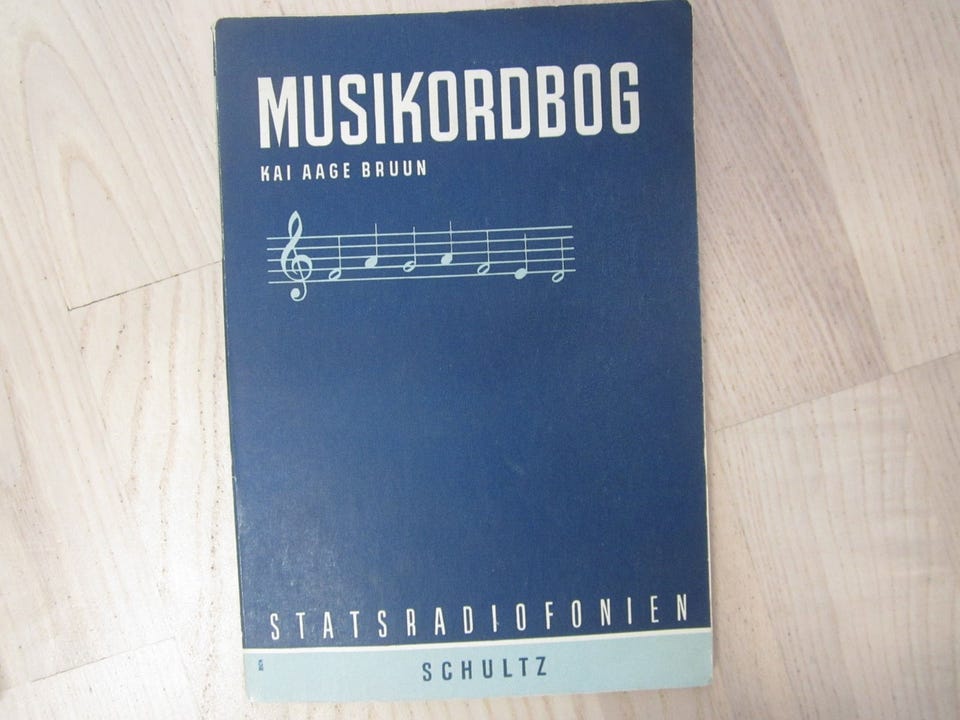 MUSIKORDBOG
KAI AAGE BRUUN
STATSRADIOFONIEN
SCHULTZ